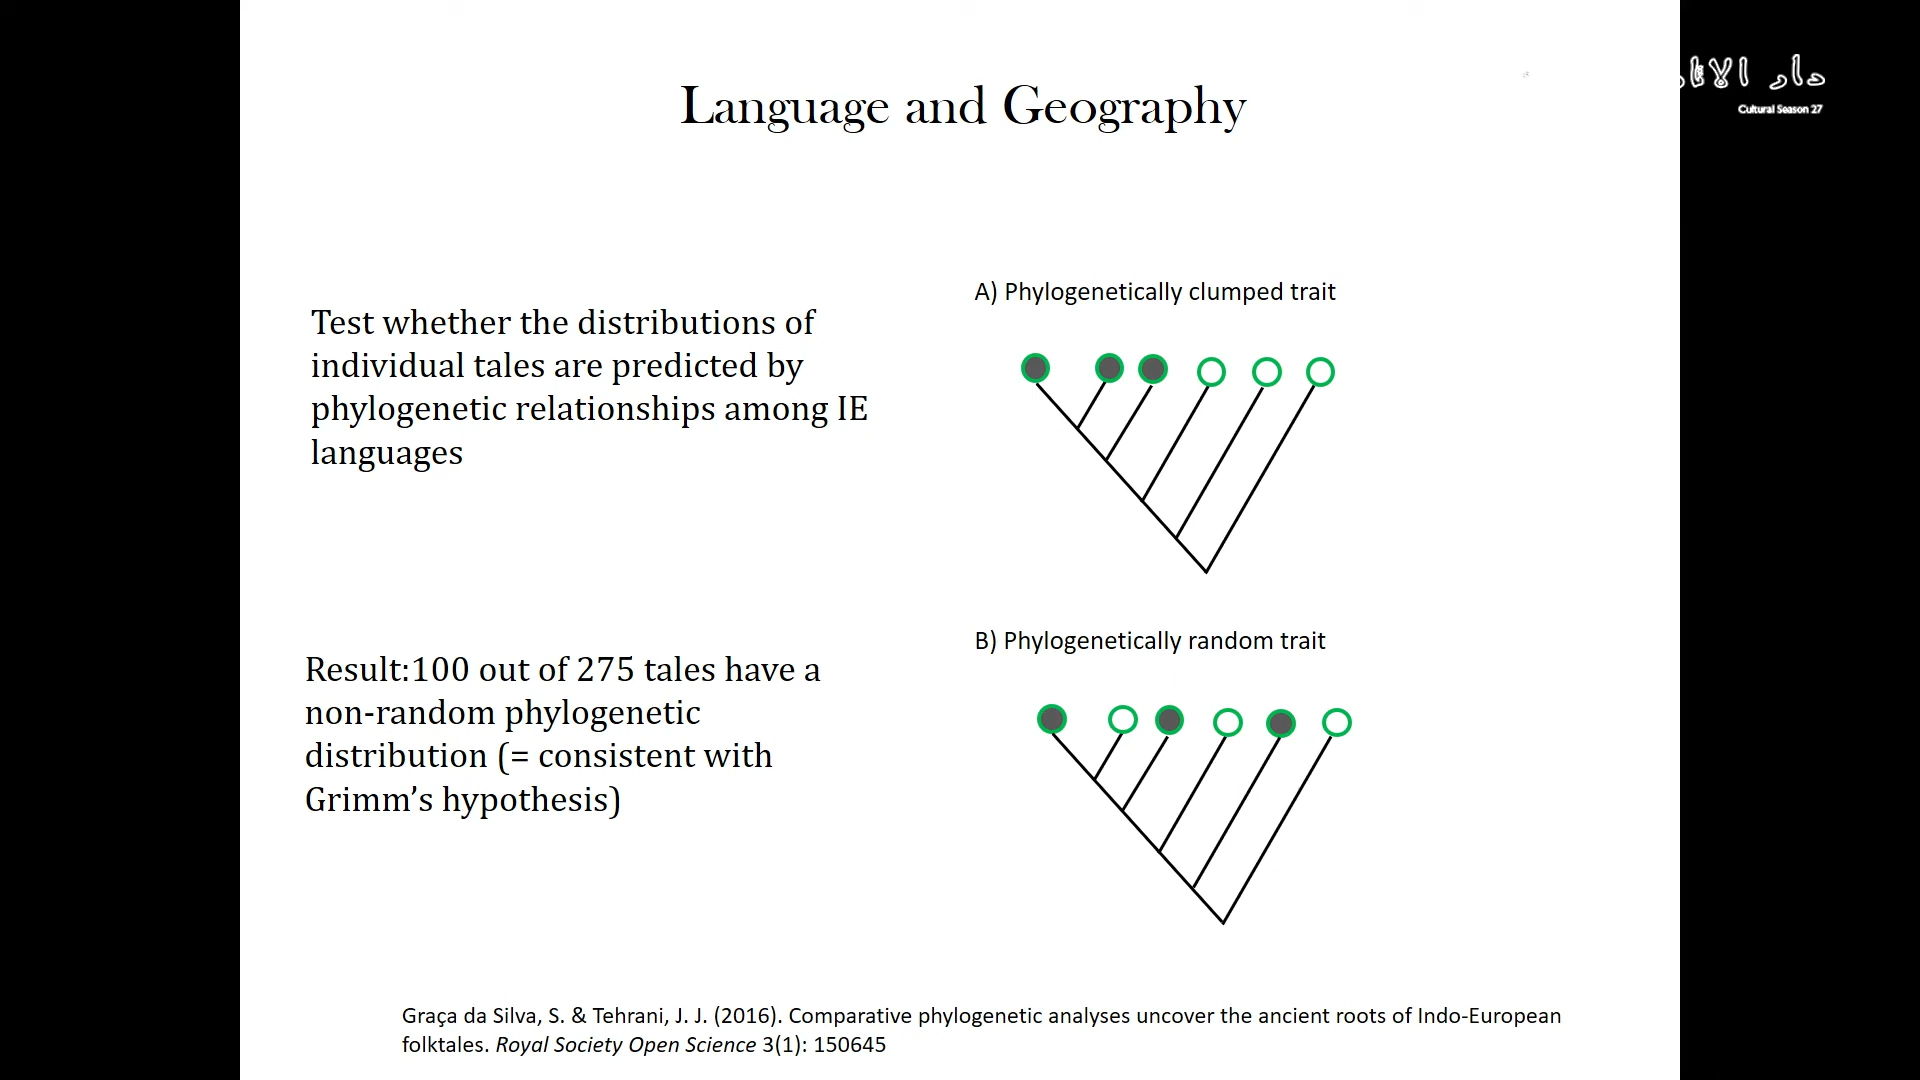 Language and Geography
دار
Cultural Season 27
A) Phylogenetically clumped trait
Test whether the distributions of
individual tales are predicted by
phylogenetic relationships among IE
languages
B) Phylogenetically random trait
Result:100 out of 275 tales have a
non-random phylogenetic
distribution (= consistent with
Grimm’s hypothesis)
Graça da Silva, S. & Tehrani, J. J. (2016). Comparative phylogenetic analyses uncover the ancient roots of Indo-European
folktales. Royal Society Open Science 3(1): 150645